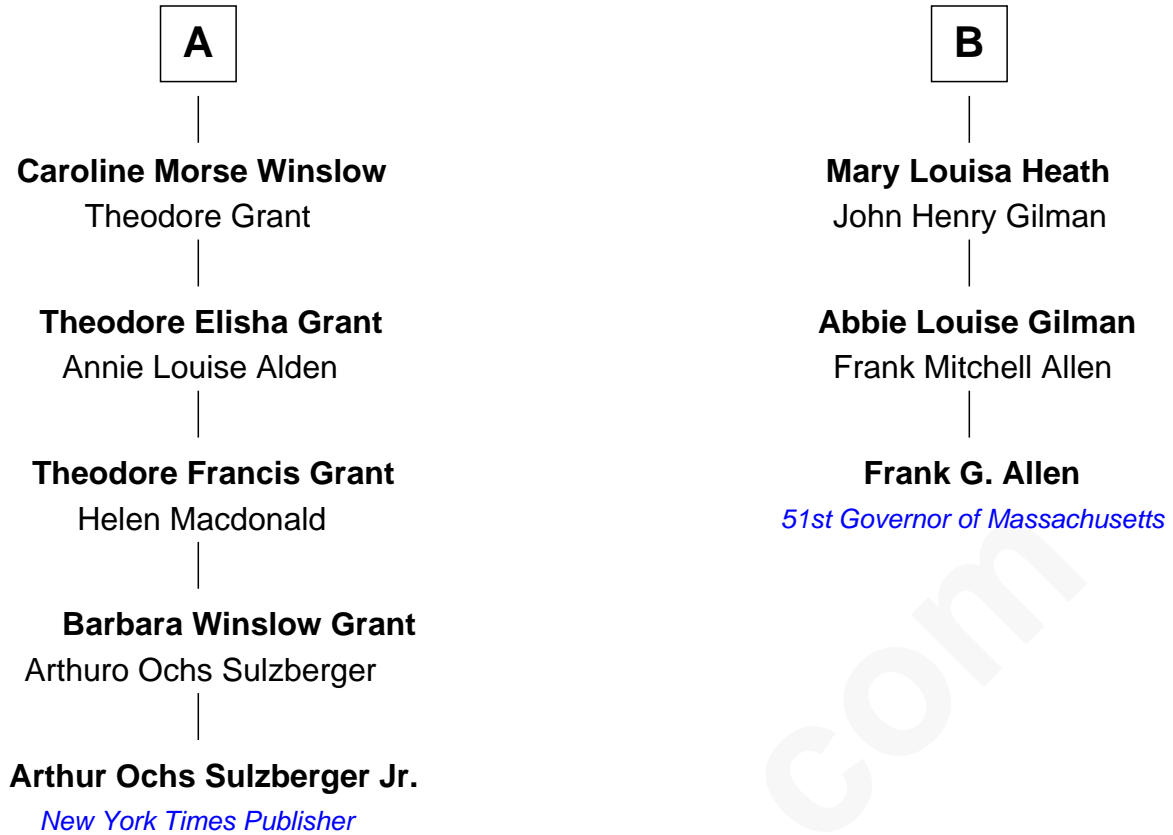 A
Caroline Morse Winslow
Theodore Grant
Theodore Elisha Grant
Annie Louise Alden
Theodore Francis Grant
Helen Macdonald
Barbara Winslow Grant
Arthuro Ochs Sulzberger
Arthur Ochs Sulzberger Jr.
New York Times Publisher
B
Mary Louisa Heath
John Henry Gilman
Abbie Louise Gilman
Frank Mitchell Allen
Frank G. Allen
51st Governor of Massachusetts
com